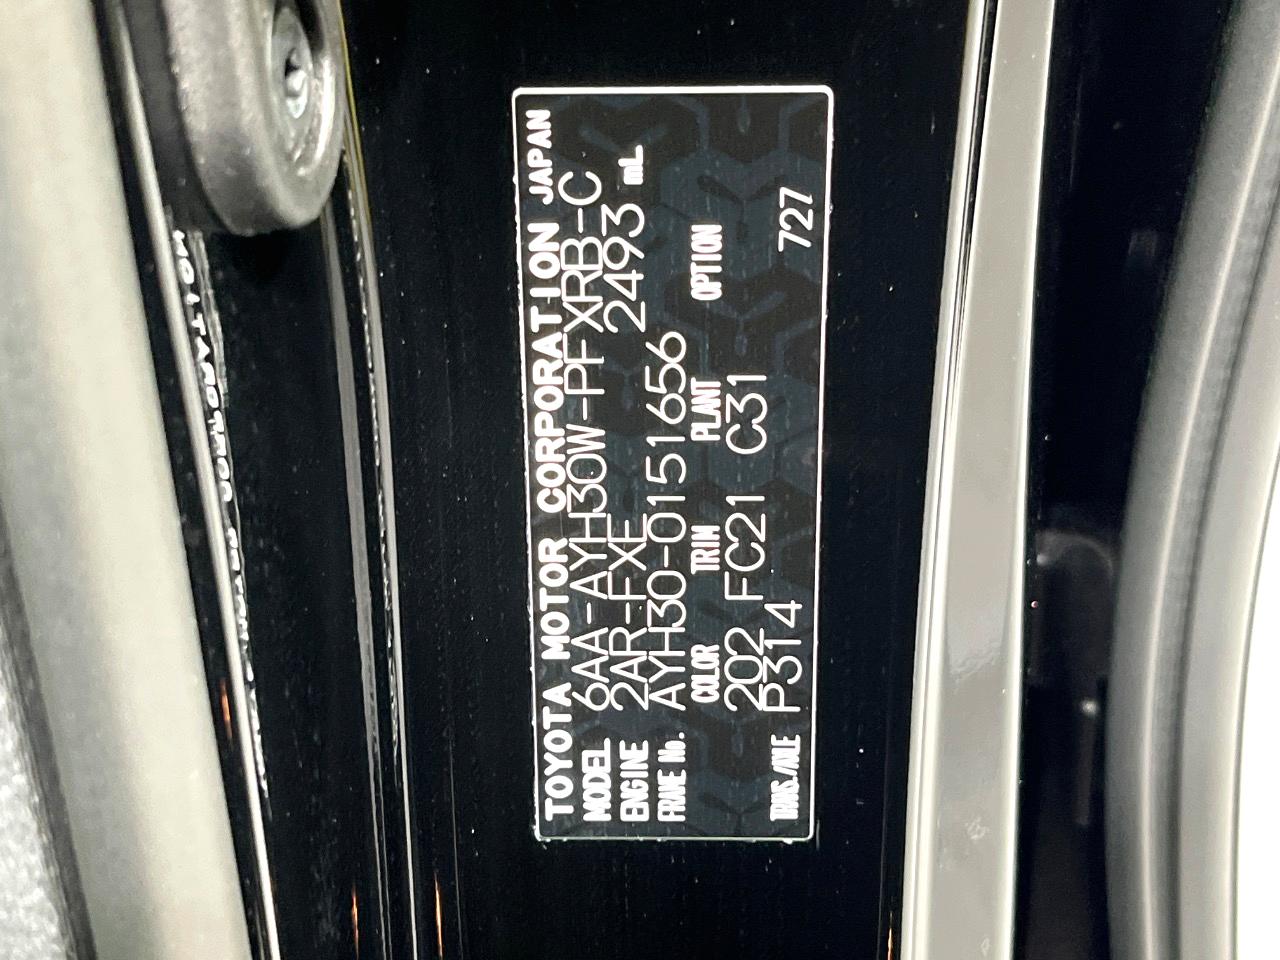 TOYOTA MOTOR CORPORATION JAPAN
MODEL 6AA-AYH30W-PFXRB-C
ENGINE 2AR-FXE 2493 mL
FRAME No. AYH30-0151656
COLOR TRIM PLANT OPTION
202 FC21 C31
TRANS./AXLE P314 727